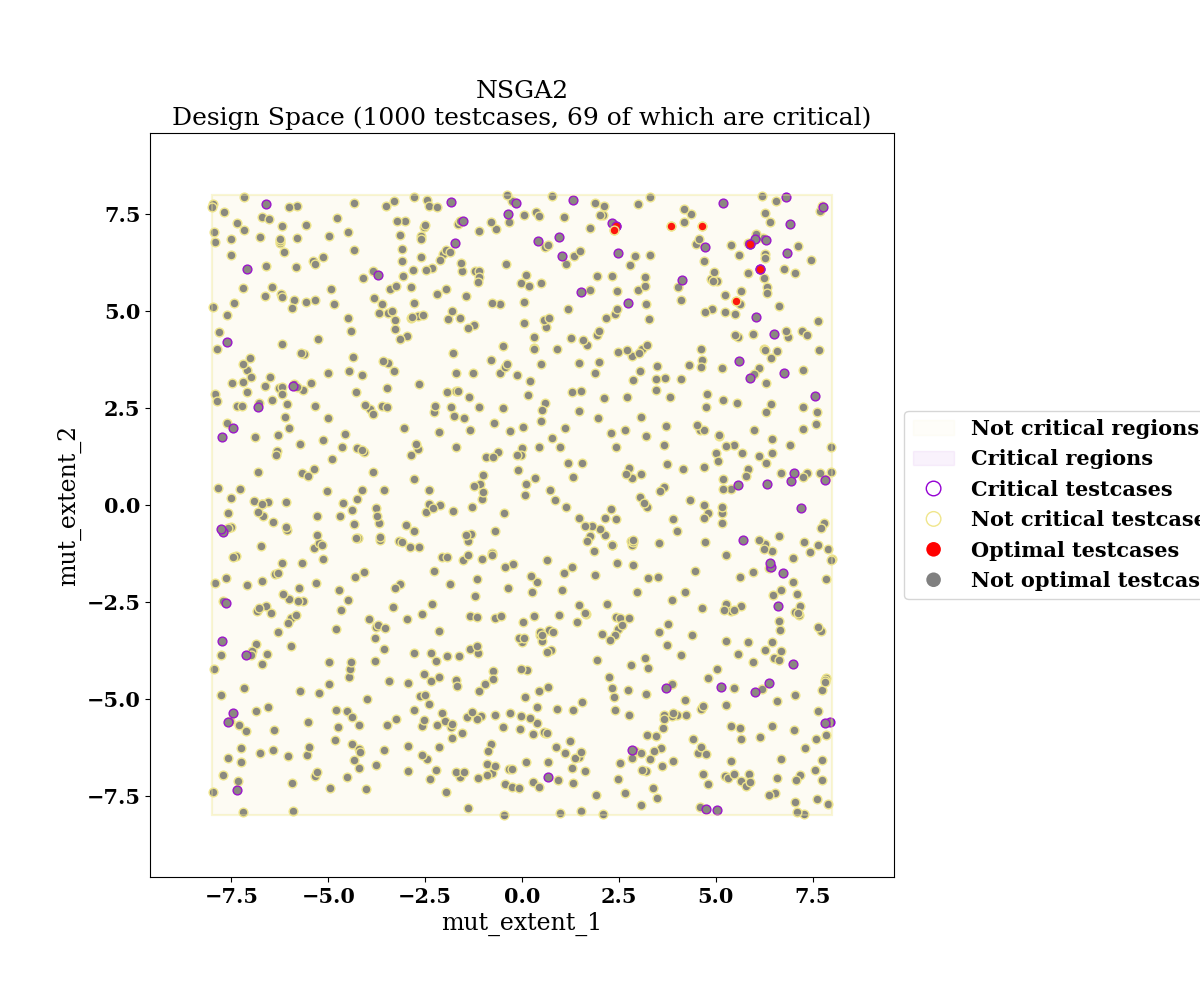 NSGA2
Design Space (1000 testcases, 69 of which are critical)
mut_extent_2
7.5
5.0
2.5
0.0
−2.5
−5.0
−7.5
−7.5 −5.0 −2.5 0.0 2.5 5.0 7.5
mut_extent_1
Not critical regions
Critical regions
Critical testcases
Not critical testcase
Optimal testcases
Not optimal testcas